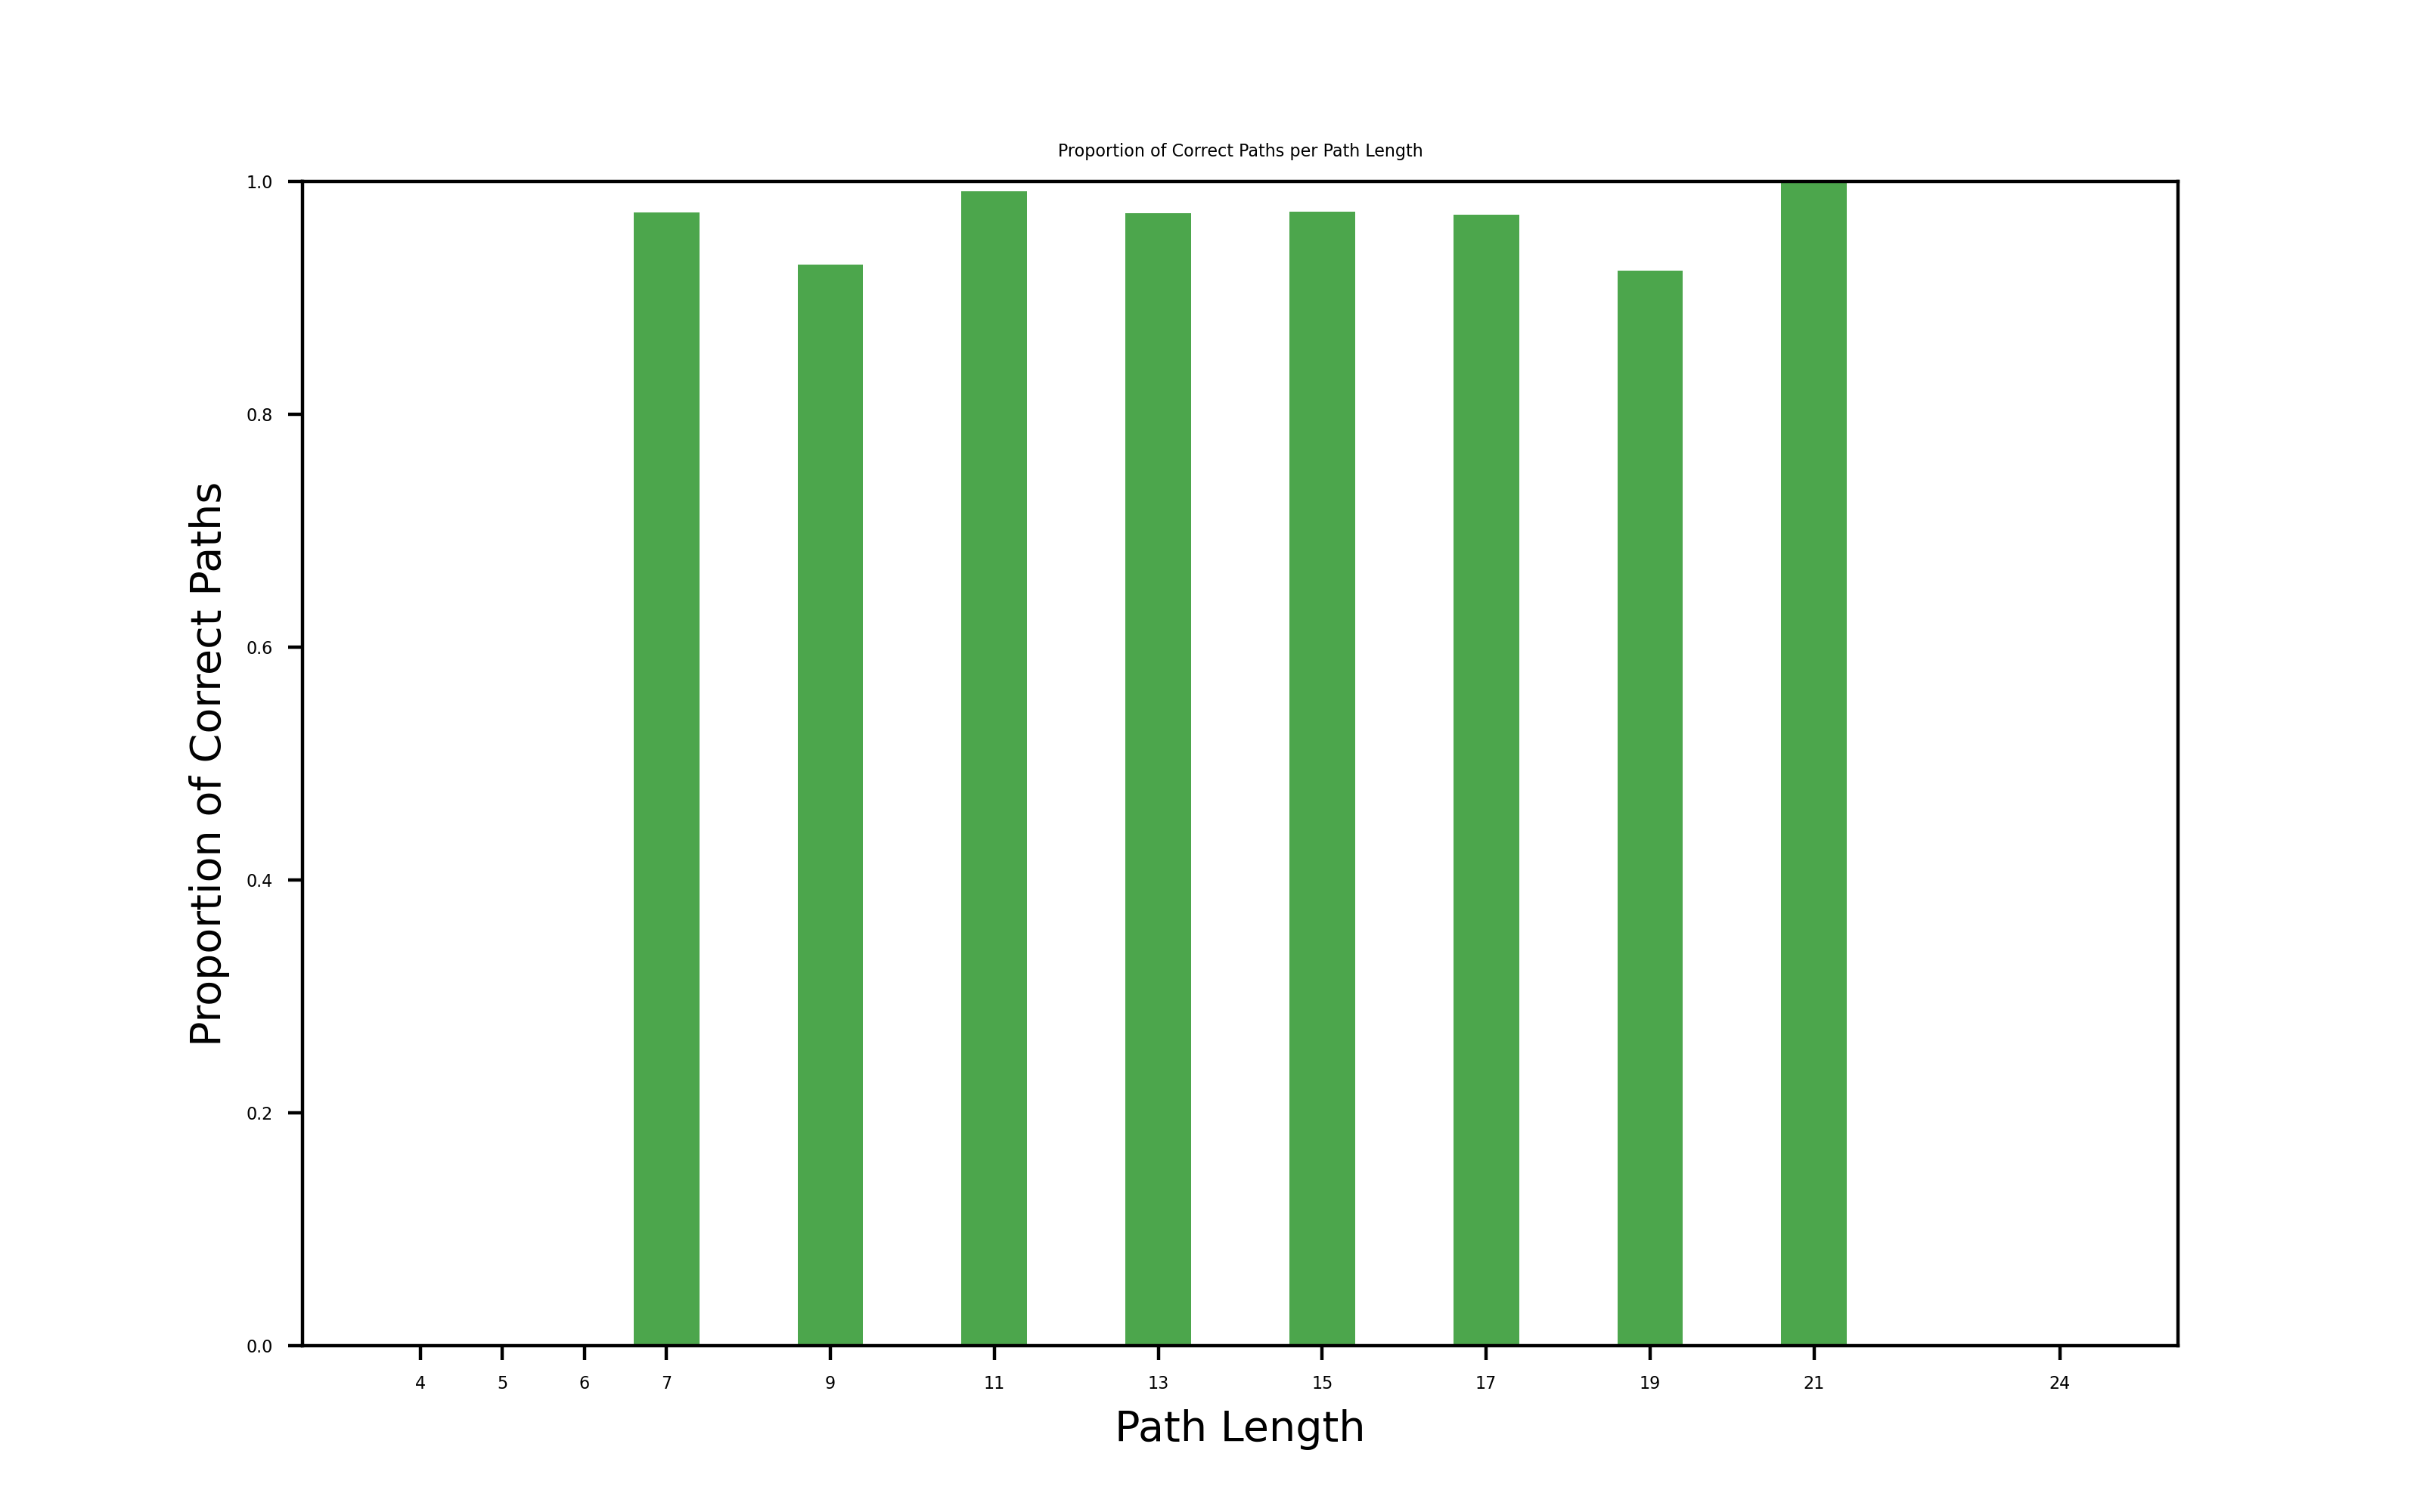 Proportion of Correct Paths per Path Length
1.0
0.8
0.6
0.4
0.2
0.0
Proportion of Correct Paths
4 5 6 7 9 11 13 15 17 19 21 24
Path Length